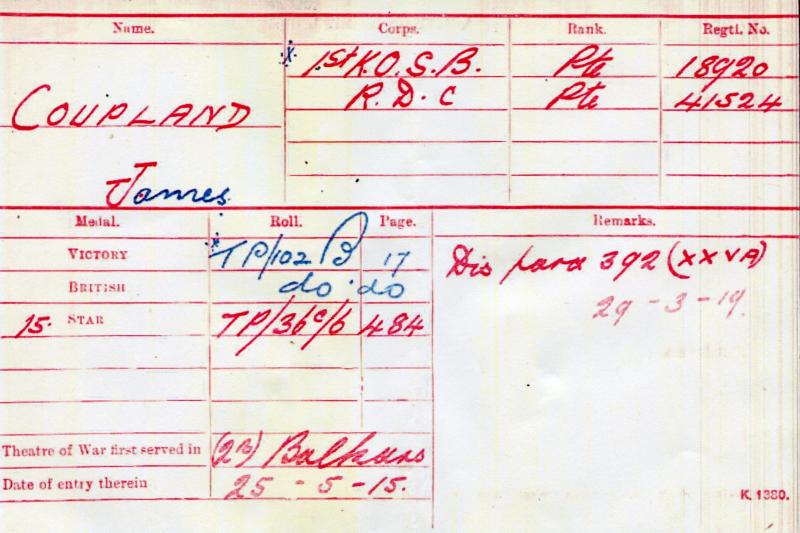 Name. Corps. Rank. Regtl. No.
* 1st K.O.S.B. Pte 18920
COUPLAND R.D.C Pte 41524
James
Medal. Roll. Page. Remarks.
VICTORY * TP/102 B 17 Dis para 392 (XXVA)
BRITISH do do 29-3-19.
15. STAR TP/36c/6 484
Theatre of War first served in (2B) Balkans
Date of entry therein 25-5-15.
K. 1380.